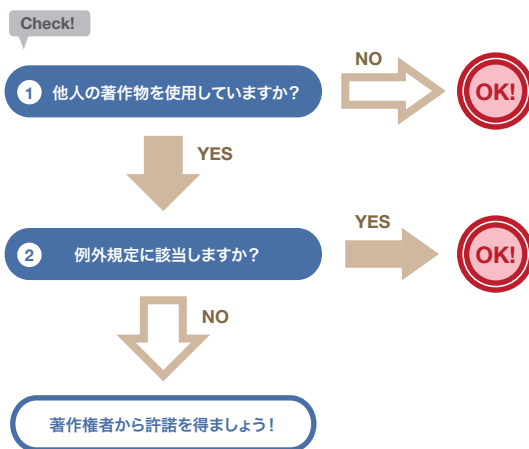 Check!
1 他人の著作物を使用していますか？
NO
OK!
YES
2 例外規定に該当しますか？
YES
OK!
NO
著作権者から許諾を得ましょう！